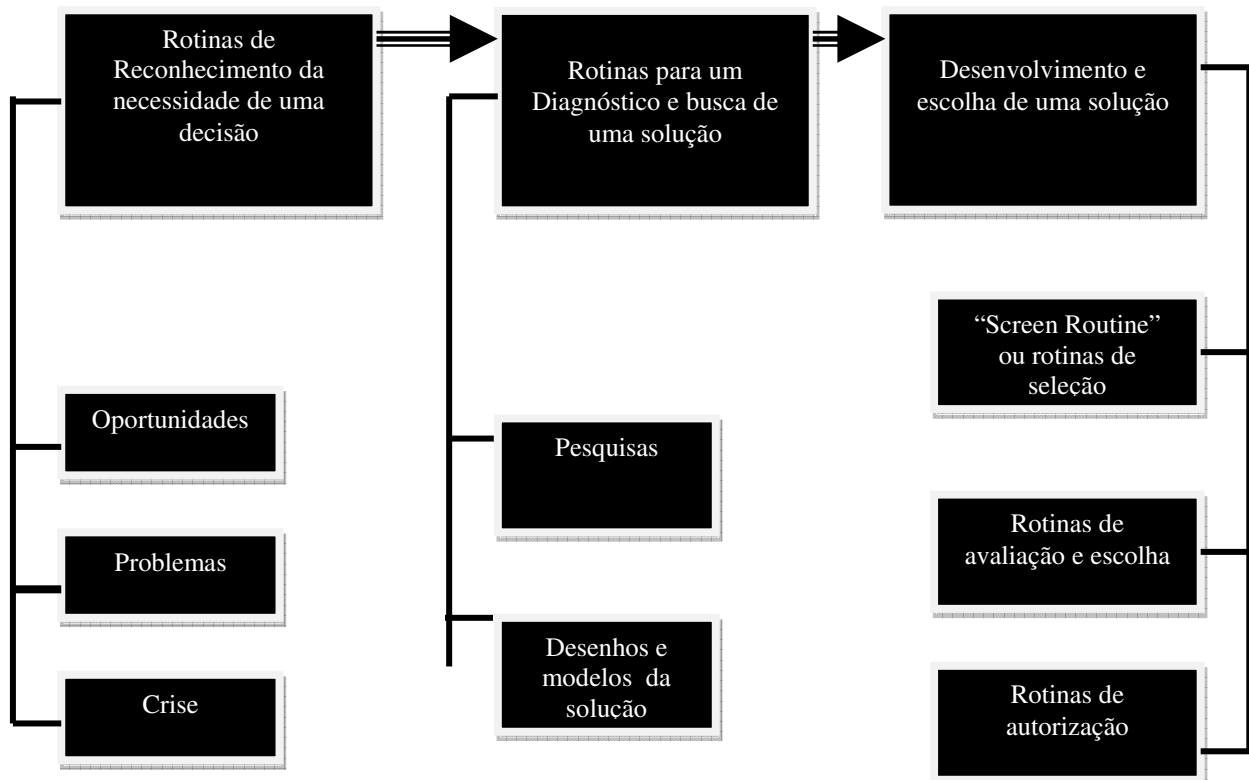 Rotinas de
Reconhecimento da
necessidade de uma
decisão
Rotinas para um
Diagnóstico e busca de
uma solução
Desenvolvimento e
escolha de uma solução
Oportunidades
Problemas
Crise
Pesquisas
Desenhos e
modelos da
solução
“Screen Routine”
ou rotinas de
seleção
Rotinas de
avaliação e escolha
Rotinas de
autorização